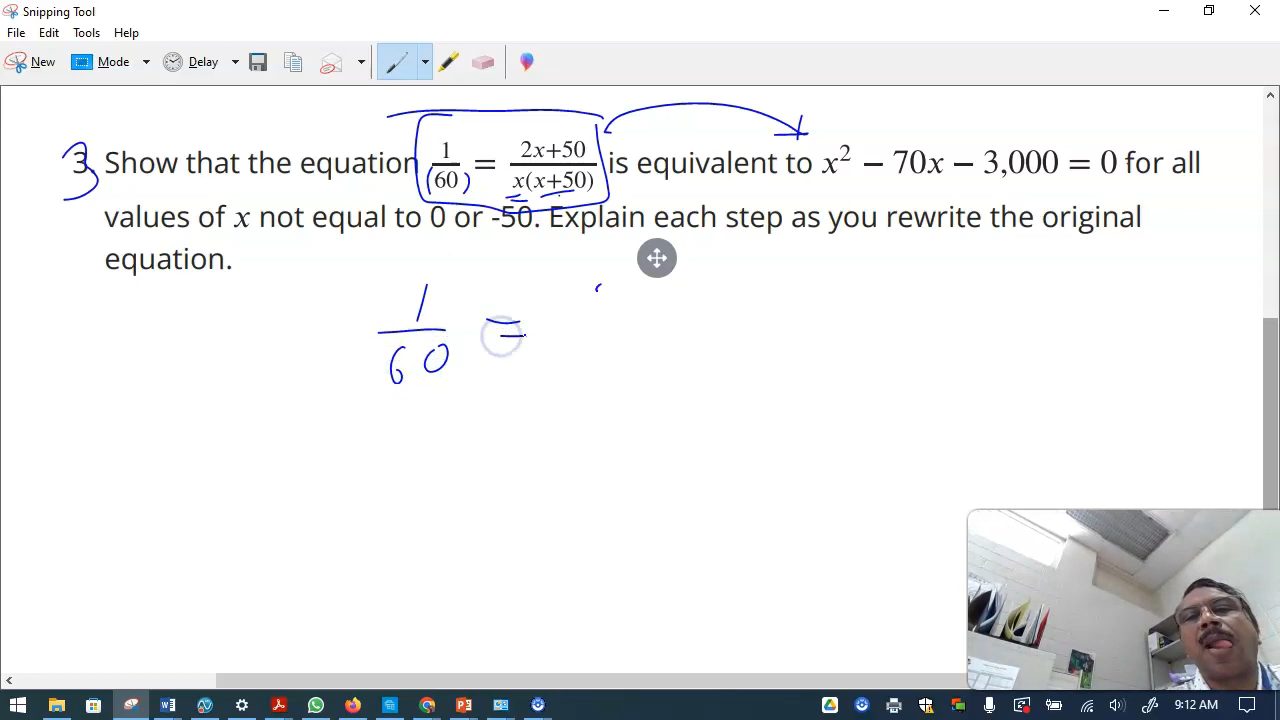 Snipping Tool
File Edit Tools Help
New Mode Delay
3. Show that the equation 1/60 = 2x+50/x(x+50) is equivalent to x² − 70x − 3,000 = 0 for all
values of x not equal to 0 or -50. Explain each step as you rewrite the original
equation.
1/60 =
9:12 AM